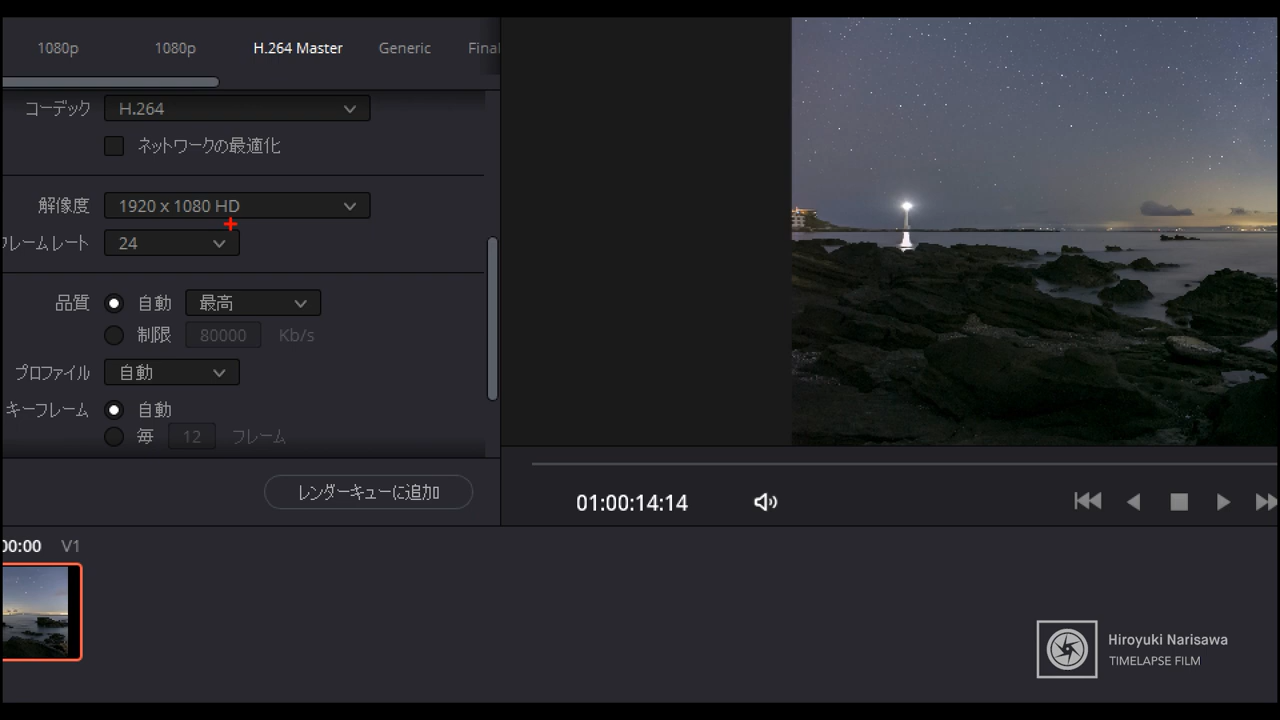 1080p 1080p H.264 Master Generic Final
コーデック H.264
ネットワークの最適化
解像度 1920 x 1080 HD
フレームレート 24
品質 自動 最高
制限 80000 Kb/s
プロファイル 自動
キーフレーム 自動
毎 12 フレーム
レンダーキューに追加
01:00:14:14
00:00 V1
Hiroyuki Narisawa
TIMELAPSE FILM